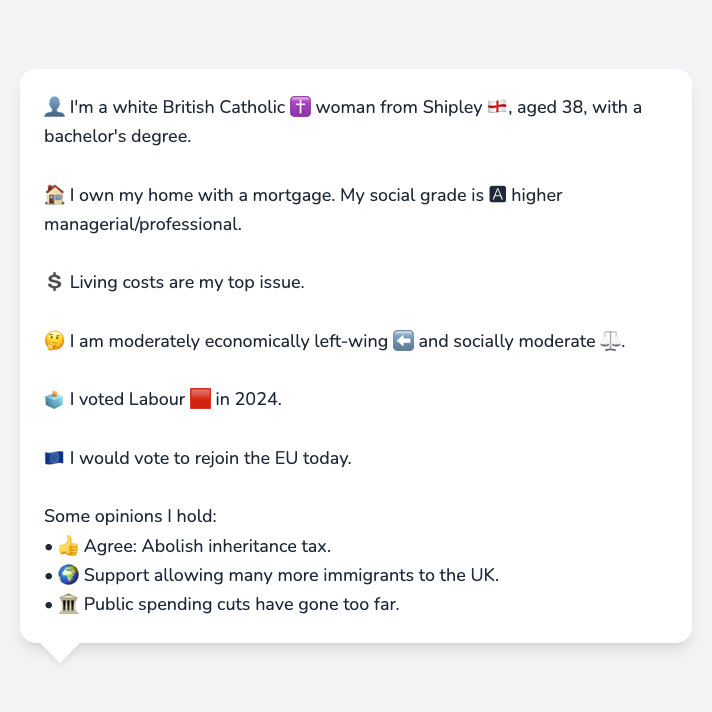 👤 I'm a white British Catholic ✝️ woman from Shipley 🏴󠁧󠁢󠁥󠁮󠁧󠁿, aged 38, with a
bachelor's degree.
🏠 I own my home with a mortgage. My social grade is 🅰 higher
managerial/professional.
💲 Living costs are my top issue.
🤔 I am moderately economically left-wing ⬅️ and socially moderate ⚖️.
🗳️ I voted Labour 🟥 in 2024.
🇪🇺 I would vote to rejoin the EU today.
Some opinions I hold:
• 👍 Agree: Abolish inheritance tax.
• 🌍 Support allowing many more immigrants to the UK.
• 🏛️ Public spending cuts have gone too far.